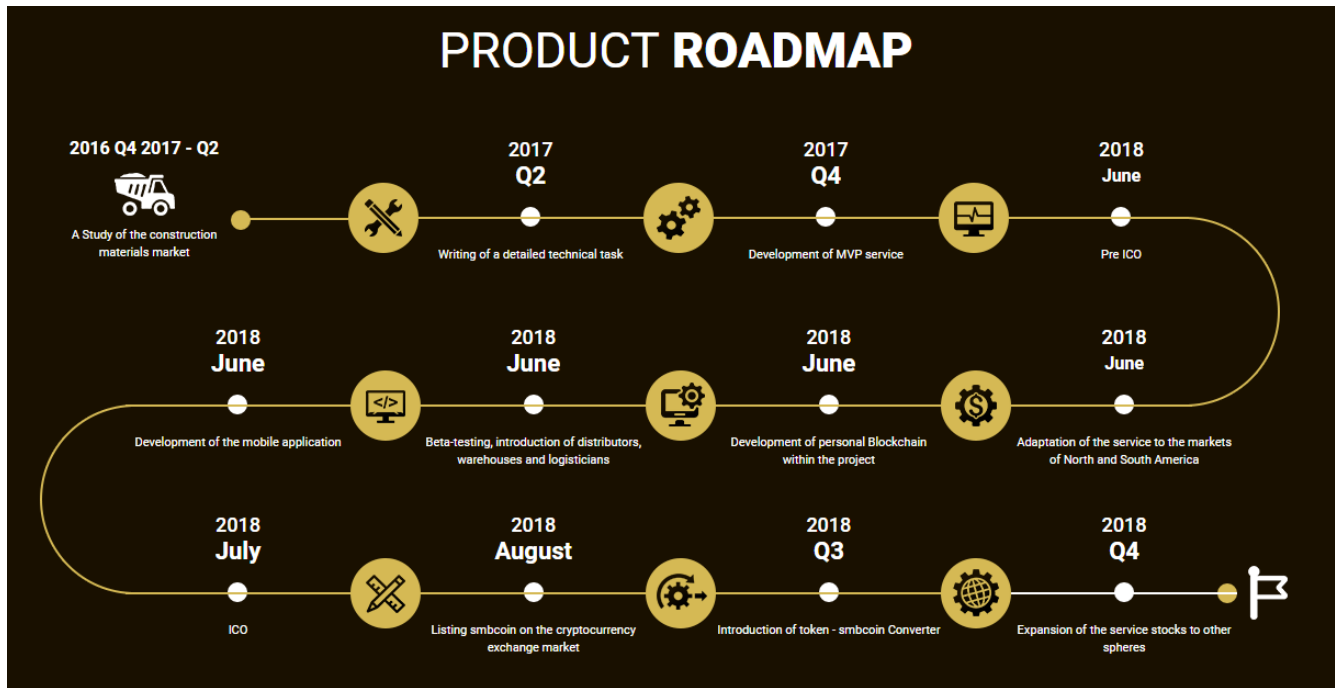 PRODUCT ROADMAP
2016 Q4 2017 - Q2
A Study of the construction
materials market
2017
Q2
Writing of a detailed technical task
2017
Q4
Development of MVP service
2018
June
Pre ICO
2018
June
Development of the mobile application
2018
June
Beta-testing, introduction of distributors,
warehouses and logisticians
2018
June
Development of personal Blockchain
within the project
2018
June
Adaptation of the service to the markets
of North and South America
2018
July
ICO
2018
August
Listing smbcoin on the cryptocurrency
exchange market
2018
Q3
Introduction of token - smbcoin Converter
2018
Q4
Expansion of the service stocks to other
spheres